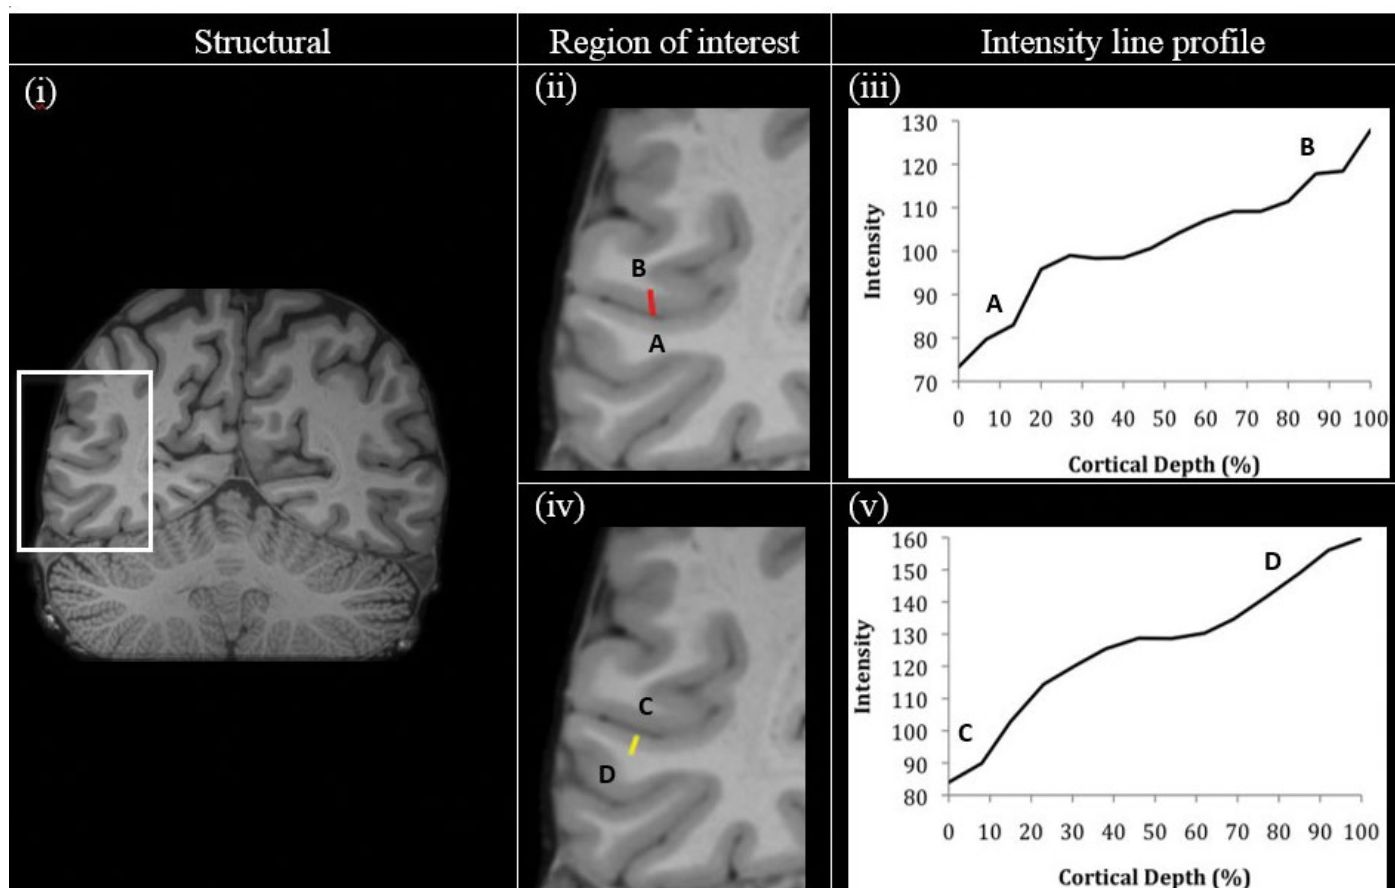 Structural
Region of interest
Intensity line profile
(i)
(ii)
B
A
(iii)
130
120
110
100
90
80
70
Intensity
A
B
0 10 20 30 40 50 60 70 80 90 100
Cortical Depth (%)
(iv)
C
D
(v)
160
150
140
130
120
110
100
90
80
Intensity
C
D
0 10 20 30 40 50 60 70 80 90 100
Cortical Depth (%)